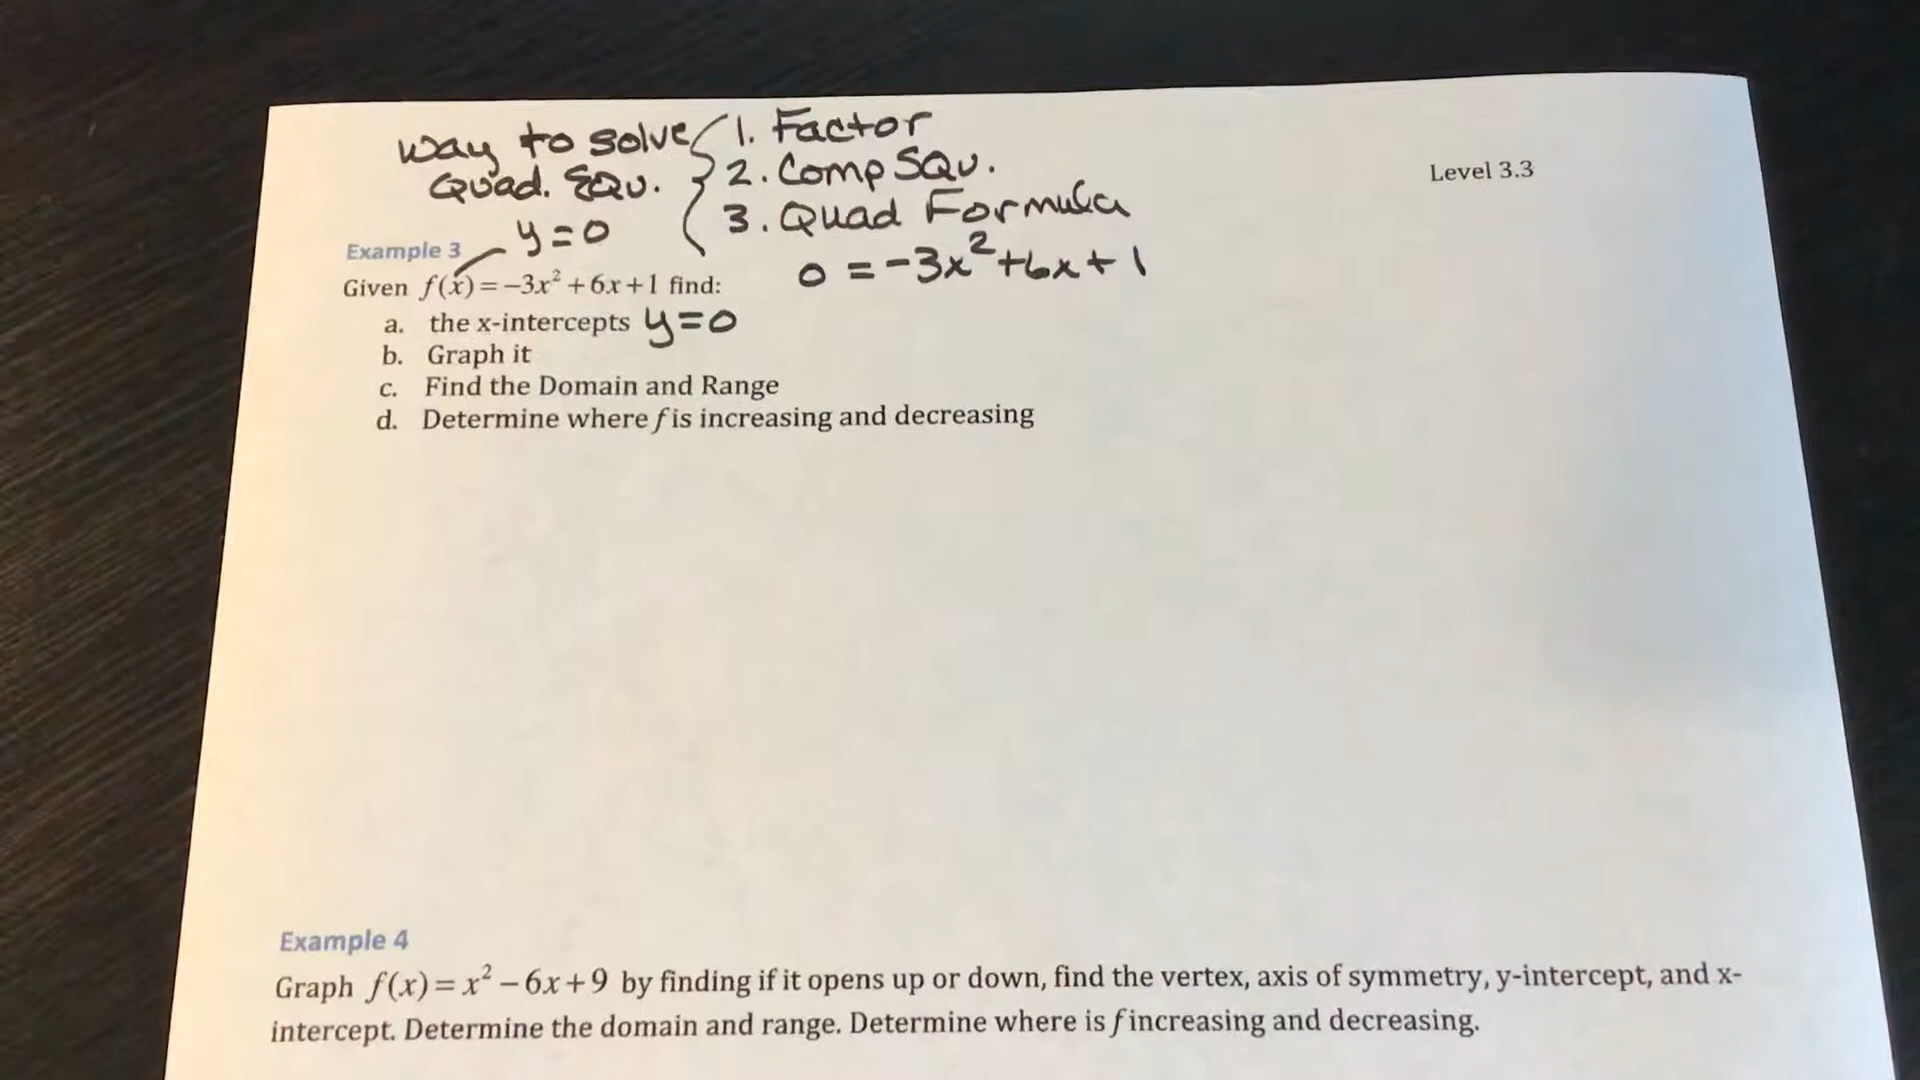 way to solve { 1. Factor
Quad. EQu. 2. Comp SQu.
3. Quad Formula
Level 3.3
Example 3 y=0
0 = -3x² + 6x + 1
Given f(x) = −3x² + 6x + 1 find:
a. the x-intercepts y=0
b. Graph it
c. Find the Domain and Range
d. Determine where f is increasing and decreasing
Example 4
Graph f(x) = x² − 6x + 9 by finding if it opens up or down, find the vertex, axis of symmetry, y-intercept, and x-
intercept. Determine the domain and range. Determine where is f increasing and decreasing.